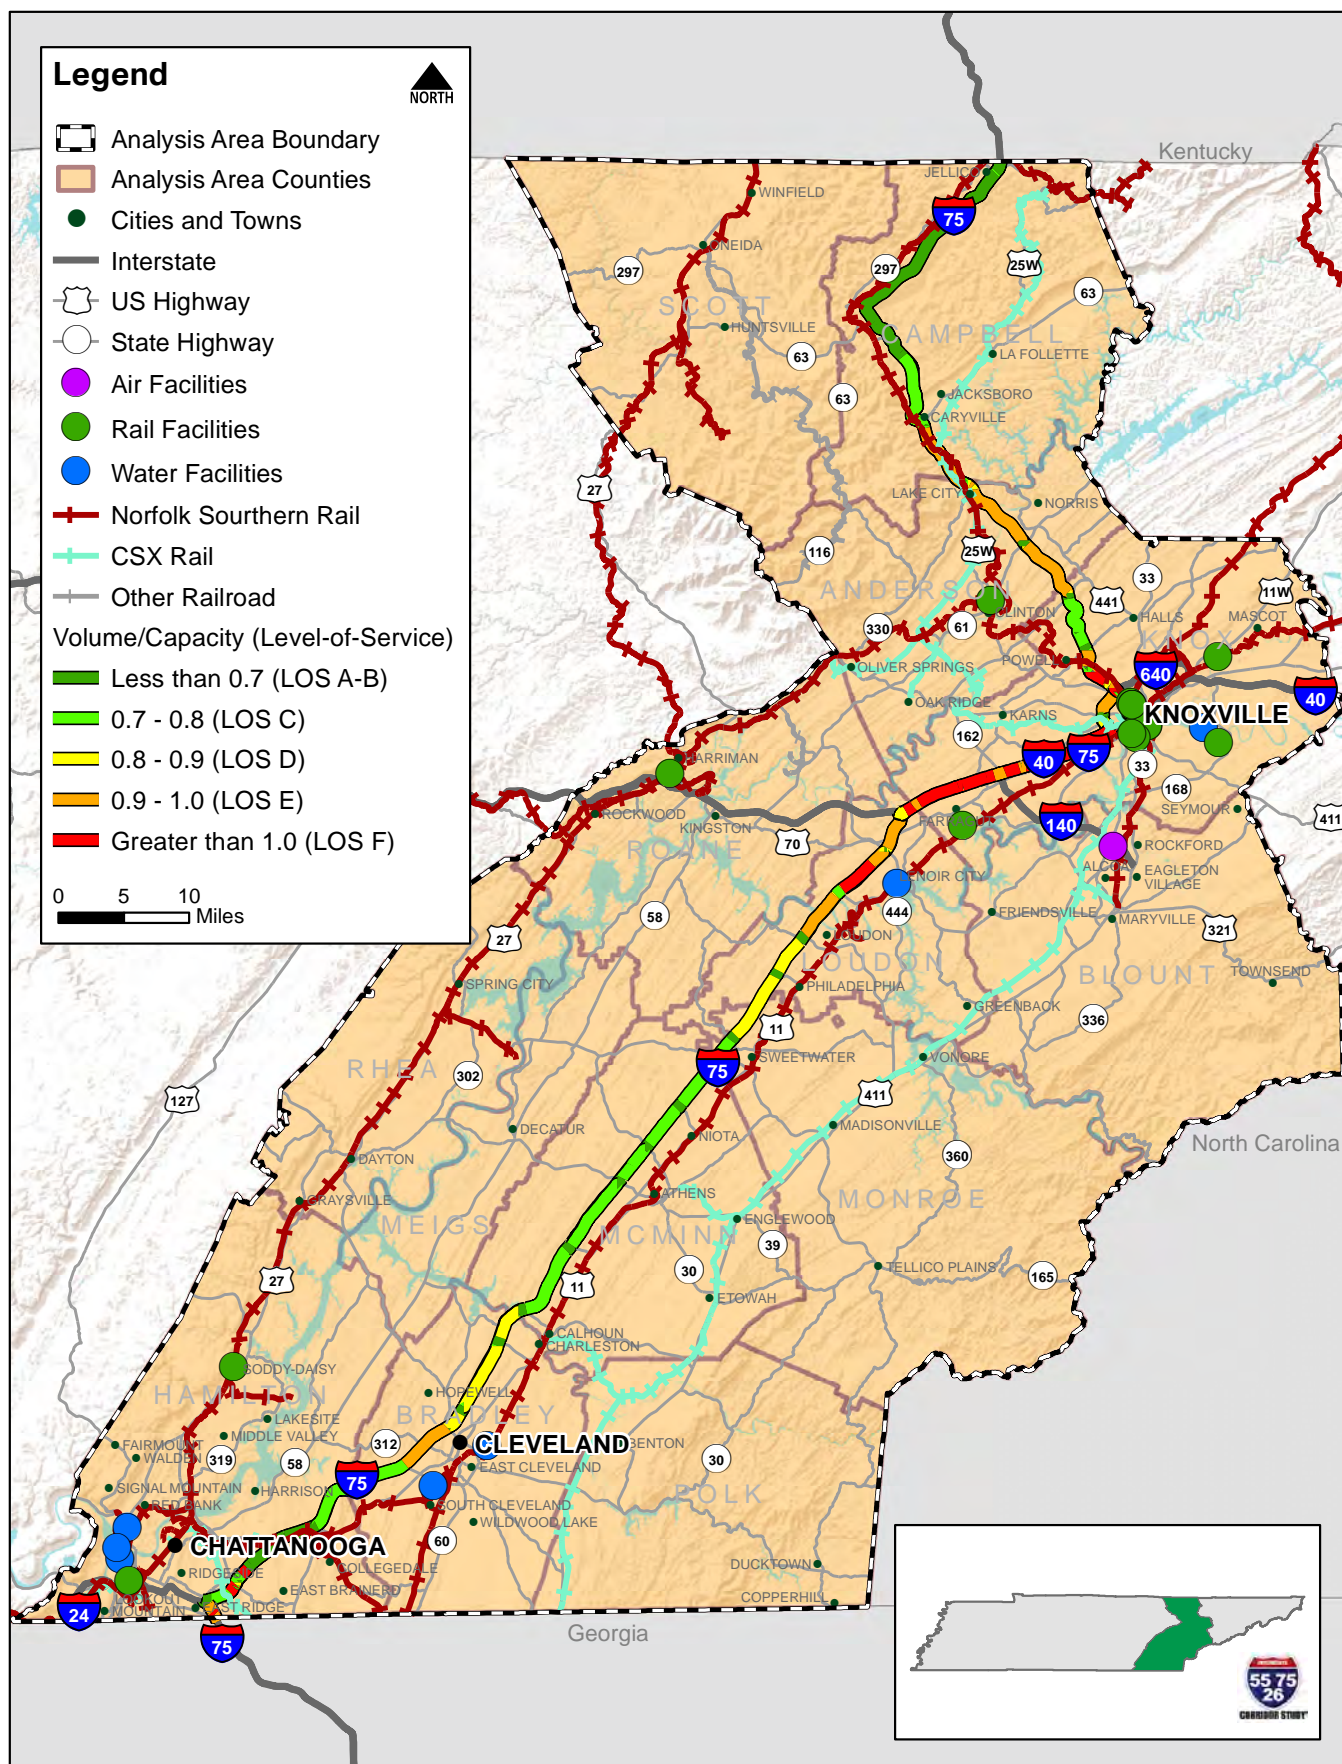 Legend
NORTH
Analysis Area Boundary
Analysis Area Counties
Cities and Towns
Interstate
US Highway
State Highway
Air Facilities
Rail Facilities
Water Facilities
Norfolk Sourthern Rail
CSX Rail
Other Railroad
Volume/Capacity (Level-of-Service)
Less than 0.7 (LOS A-B)
0.7 - 0.8 (LOS C)
0.8 - 0.9 (LOS D)
0.9 - 1.0 (LOS E)
Greater than 1.0 (LOS F)
0 5 10
Miles
Kentucky
JELLICO
WINFIELD
75
ONEIDA
297
297
25W
63
SCOTT
HUNTSVILLE
CAMPBELL
63
LA FOLLETTE
63
JACKSBORO
CARYVILLE
27
LAKE CITY
NORRIS
116
25W
33
ANDERSON
441
11W
CLINTON
HALLS
MASCOT
330
61
KNOX
POWELL
OLIVER SPRINGS
640
40
OAK RIDGE
KARNS
KNOXVILLE
162
40
75
33
HARRIMAN
168
ROCKWOOD
KINGSTON
FARRAGUT
140
SEYMOUR
411
ROANE
70
ROCKFORD
ALCOA
EAGLETON
VILLAGE
LENOIR CITY
58
444
FRIENDSVILLE
MARYVILLE
321
27
LOUDON
LOUDON
BLOUNT
TOWNSEND
SPRING CITY
PHILADELPHIA
GREENBACK
336
11
RHEA
302
75
SWEETWATER
VONORE
127
411
DECATUR
NIOTA
MADISONVILLE
North Carolina
DAYTON
360
GRAYSVILLE
ATHENS
MONROE
MEIGS
ENGLEWOOD
MCMINN
39
27
11
30
TELLICO PLAINS
165
ETOWAH
CALHOUN
CHARLESTON
SODDY-DAISY
HAMILTON
HOPEWELL
BRADLEY
LAKESITE
MIDDLE VALLEY
FAIRMOUNT
WALDEN
312
CLEVELAND
BENTON
319
58
30
EAST CLEVELAND
75
SIGNAL MOUNTAIN
HARRISON
POLK
RED BANK
SOUTH CLEVELAND
WILDWOOD LAKE
CHATTANOOGA
60
COLLEGEDALE
DUCKTOWN
RIDGESIDE
EAST BRAINERD
COPPERHILL
LOOKOUT
MOUNTAIN
EAST RIDGE
24
75
Georgia
55 75
26
CORRIDOR STUDY